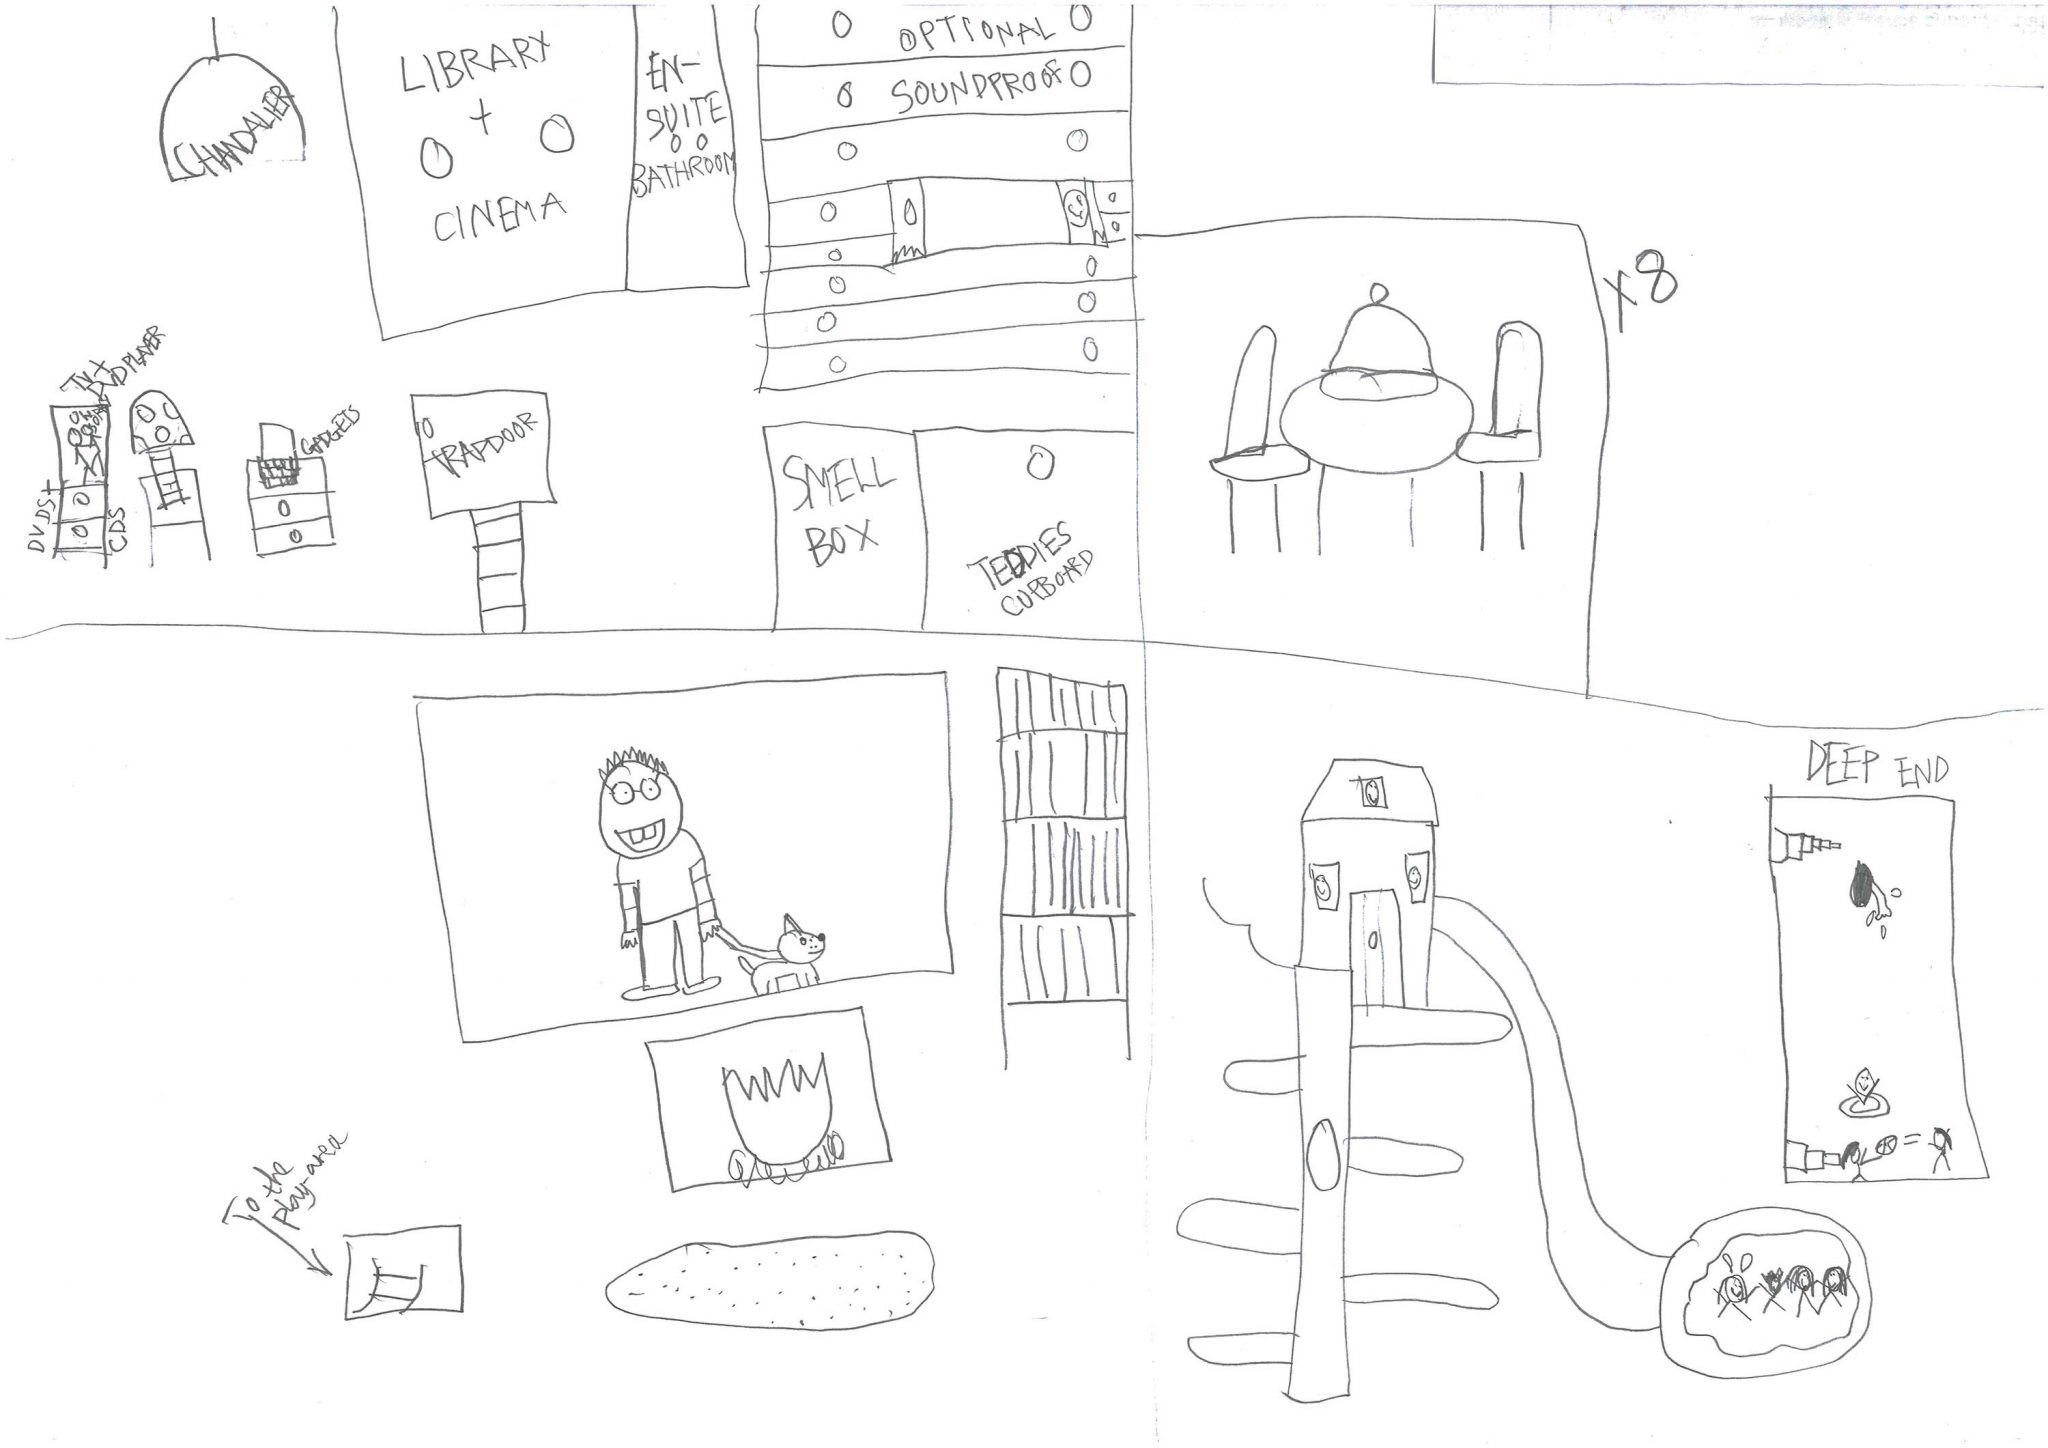 CHANDALIER
LIBRARY
+
CINEMA
EN-
SUITE
BATHROOM
OPTIONAL
SOUNDPROOF
x8
TV +
DVD PLAYER
DVDS+
CDS
GADGETS
TRAPDOOR
SMELL
BOX
TEDDIES
CUPBOARD
DEEP END
To the
play-area